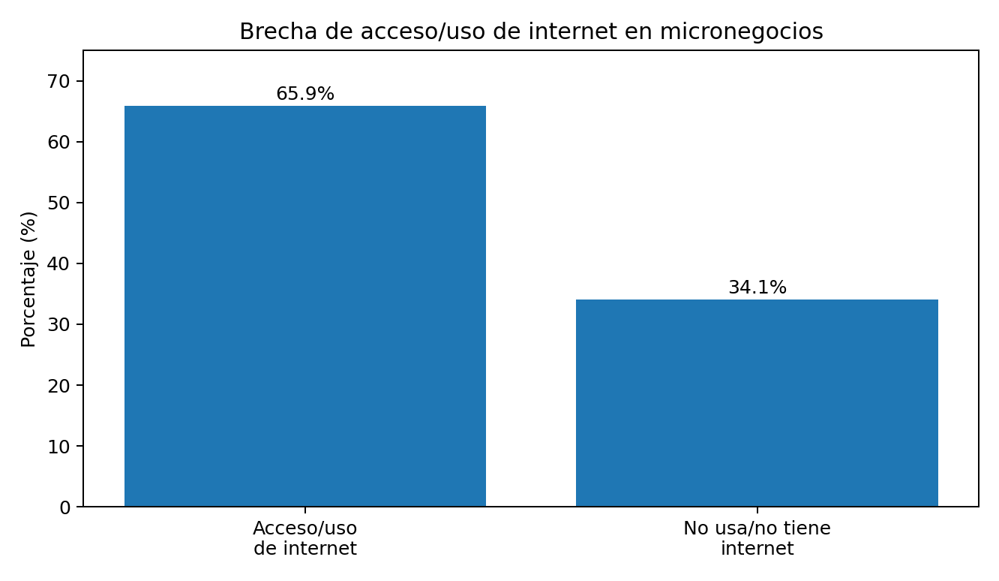 Brecha de acceso/uso de internet en micronegocios
Porcentaje (%)
70
60
50
40
30
20
10
0
65.9%
34.1%
Acceso/uso
de internet
No usa/no tiene
internet